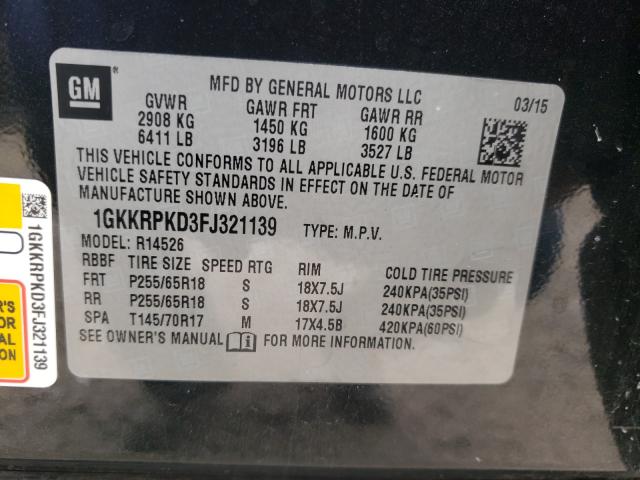 GM®
MFD BY GENERAL MOTORS LLC 03/15
GVWR GAWR FRT GAWR RR
2908 KG 1450 KG 1600 KG
6411 LB 3196 LB 3527 LB
THIS VEHICLE CONFORMS TO ALL APPLICABLE U.S. FEDERAL MOTOR
VEHICLE SAFETY STANDARDS IN EFFECT ON THE DATE OF
MANUFACTURE SHOWN ABOVE.
1GKKRPKD3FJ321139 TYPE: M.P.V.
MODEL: R14526
RBBF TIRE SIZE SPEED RTG RIM COLD TIRE PRESSURE
FRT P255/65R18 S 18X7.5J 240KPA(35PSI)
RR P255/65R18 S 18X7.5J 240KPA(35PSI)
SPA T145/70R17 M 17X4.5B 420KPA(60PSI)
SEE OWNER'S MANUAL i FOR MORE INFORMATION.
1GKKRPKD3FJ321139
R'S
OR
AL
ON